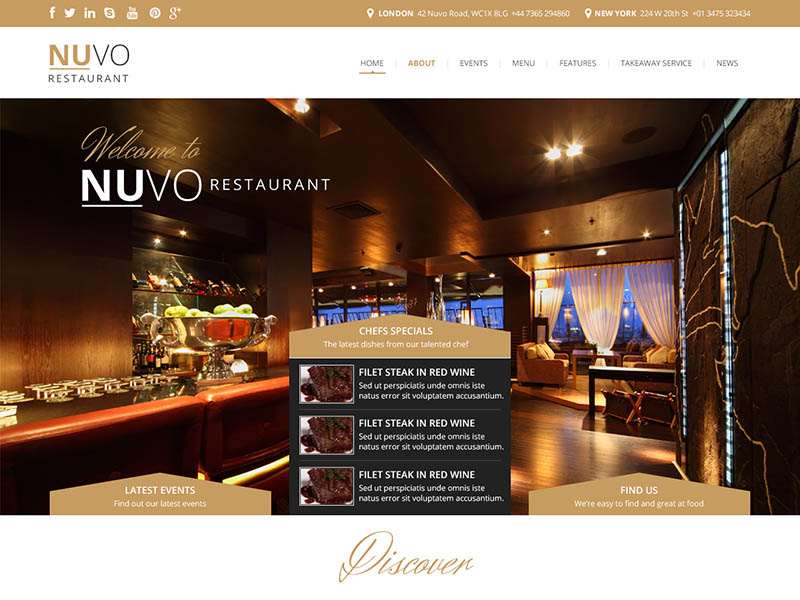 LONDON 42 Nuvo Road, WC1X 8LG +44 7365 294860
NEW YORK 224 W 20th St +01 3475 323434
NUVO
RESTAURANT
HOME
ABOUT
EVENTS
MENU
FEATURES
TAKEAWAY SERVICE
NEWS
Welcome to
NUVO RESTAURANT
CHEFS SPECIALS
The latest dishes from our talented chef
FILET STEAK IN RED WINE
Sed ut perspiciatis unde omnis iste
natus error sit voluptatem accusantium.
FILET STEAK IN RED WINE
Sed ut perspiciatis unde omnis iste
natus error sit voluptatem accusantium.
FILET STEAK IN RED WINE
Sed ut perspiciatis unde omnis iste
natus error sit voluptatem accusantium.
LATEST EVENTS
Find out our latest events
FIND US
We're easy to find and great at food
Discover